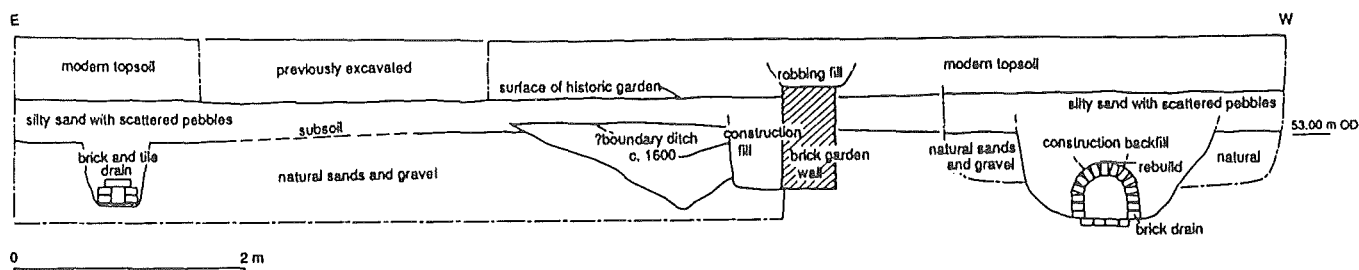 E
W
modern topsoil
previously excavated
robbing fill
modern topsoil
surface of historic garden
silty sand with scattered pebbles
silty sand with scattered pebbles
subsoil
?boundary ditch
c. 1600
construction
fill
brick garden
wall
natural sands
and gravel
construction backfill
rebuild
natural
53.00 m OD
brick and tile
drain
natural sands and gravel
brick drain
0
2 m